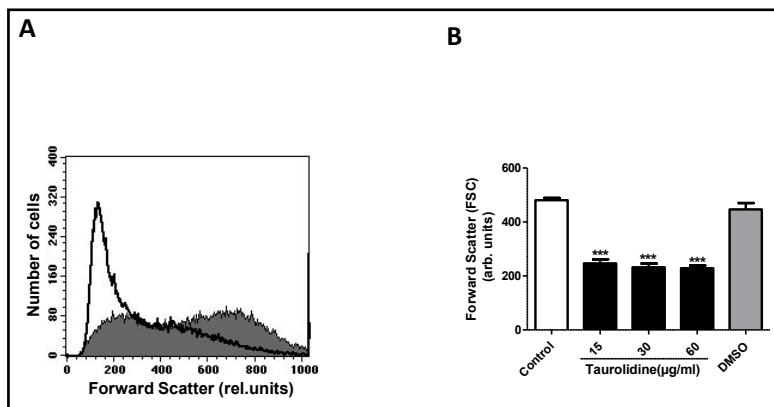 A
Number of cells
400
320
240
160
80
0
0 200 400 600 800 1000
Forward Scatter (rel.units)
B
Forward Scatter (FSC)
(arb. units)
600
400
200
0
*** *** ***
Control 15 30 60 DMSO
Taurolidine(µg/ml)